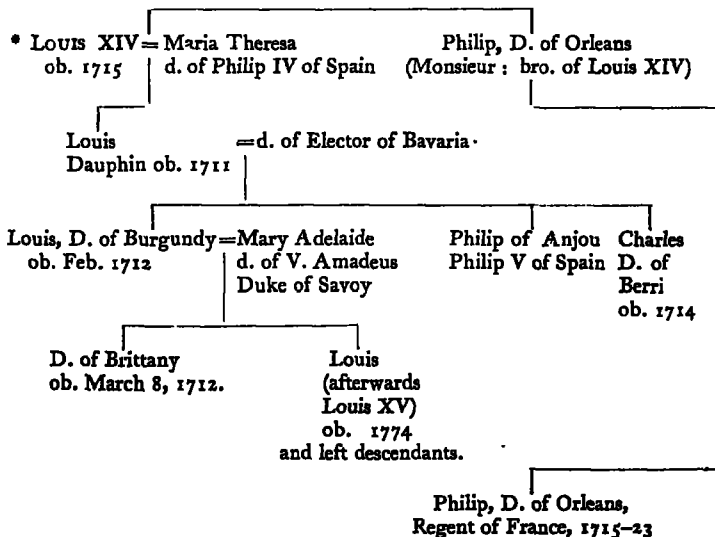 * LOUIS XIV = Maria Theresa
ob. 1715 d. of Philip IV of Spain
Philip, D. of Orleans
(Monsieur : bro. of Louis XIV)
Louis =d. of Elector of Bavaria.
Dauphin ob. 1711
Louis, D. of Burgundy=Mary Adelaide
ob. Feb. 1712 d. of V. Amadeus
Duke of Savoy
Philip of Anjou
Philip V of Spain
Charles
D. of
Berri
ob. 1714
D. of Brittany
ob. March 8, 1712.
Louis
(afterwards
Louis XV)
ob. 1774
and left descendants.
Philip, D. of Orleans,
Regent of France, 1715–23